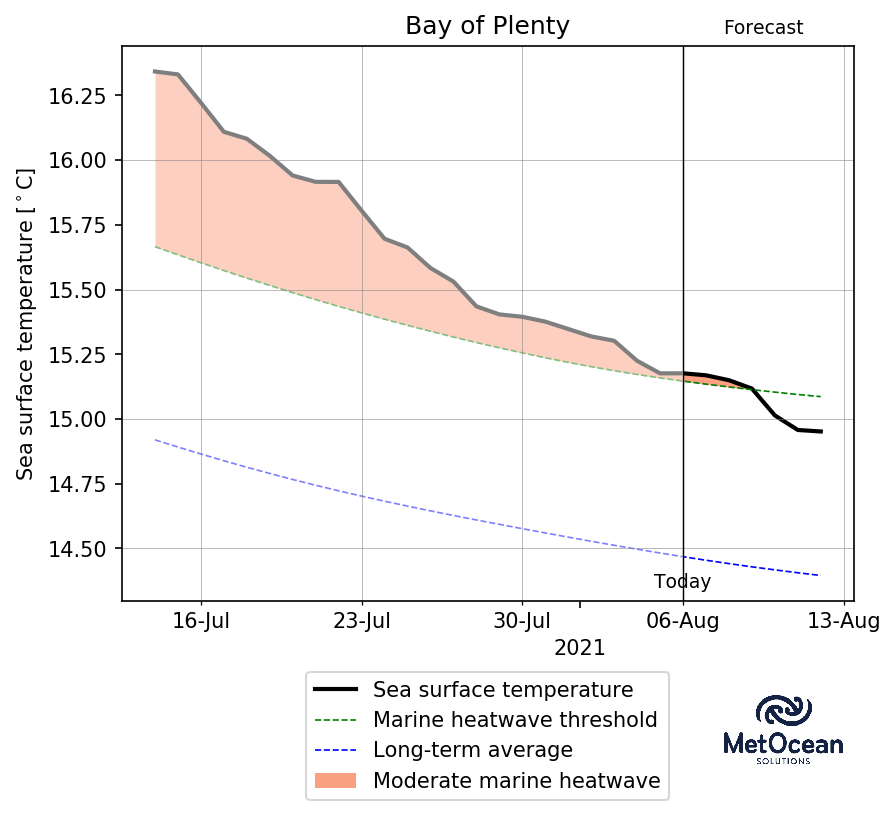 Bay of Plenty
Forecast
Sea surface temperature [°C]
16.25
16.00
15.75
15.50
15.25
15.00
14.75
14.50
Today
16-Jul
23-Jul
30-Jul
06-Aug
13-Aug
2021
Sea surface temperature
Marine heatwave threshold
Long-term average
Moderate marine heatwave
MetOcean
SOLUTIONS